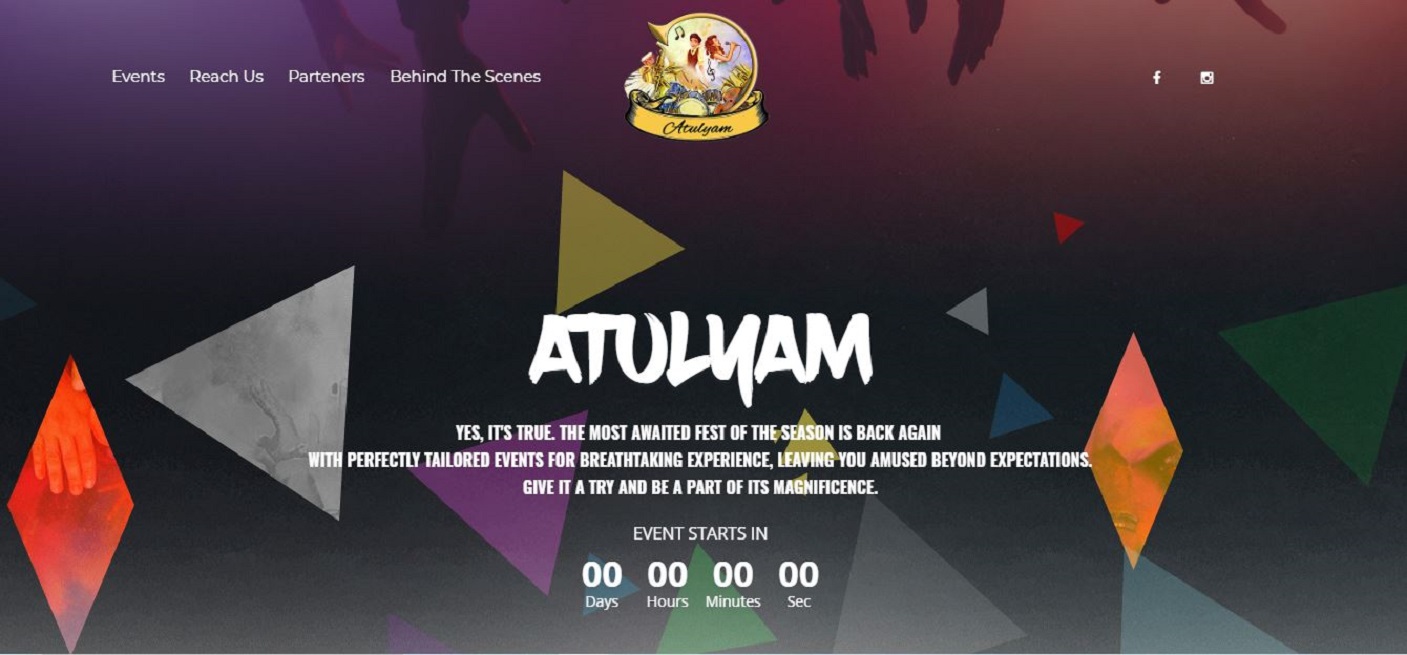 Events Reach Us Parteners Behind The Scenes
Atulyam
ATULYAM
YES, IT'S TRUE. THE MOST AWAITED FEST OF THE SEASON IS BACK AGAIN
WITH PERFECTLY TAILORED EVENTS FOR BREATHTAKING EXPERIENCE, LEAVING YOU AMUSED BEYOND EXPECTATIONS.
GIVE IT A TRY AND BE A PART OF ITS MAGNIFICENCE.
EVENT STARTS IN
00 00 00 00
Days Hours Minutes Sec